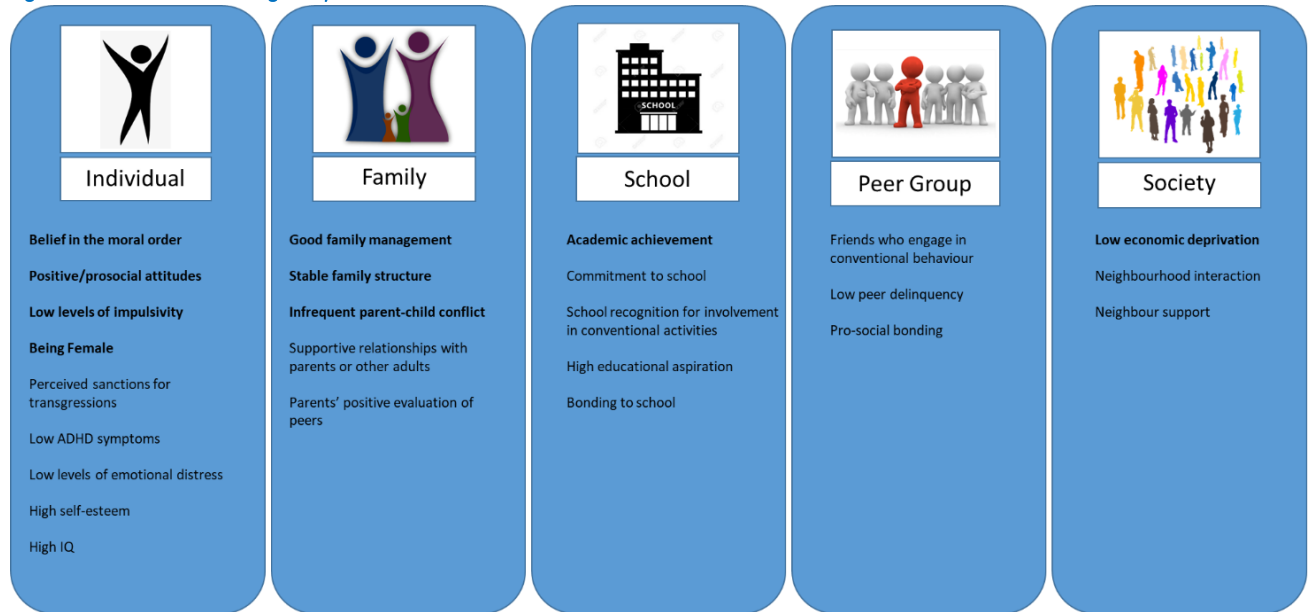 Individual
Belief in the moral order
Positive/prosocial attitudes
Low levels of impulsivity
Being Female
Perceived sanctions for
transgressions
Low ADHD symptoms
Low levels of emotional distress
High self-esteem
High IQ
Family
Good family management
Stable family structure
Infrequent parent-child conflict
Supportive relationships with
parents or other adults
Parents' positive evaluation of
peers
SCHOOL
School
Academic achievement
Commitment to school
School recognition for involvement
in conventional activities
High educational aspiration
Bonding to school
Peer Group
Friends who engage in
conventional behaviour
Low peer delinquency
Pro-social bonding
Society
Low economic deprivation
Neighbourhood interaction
Neighbour support